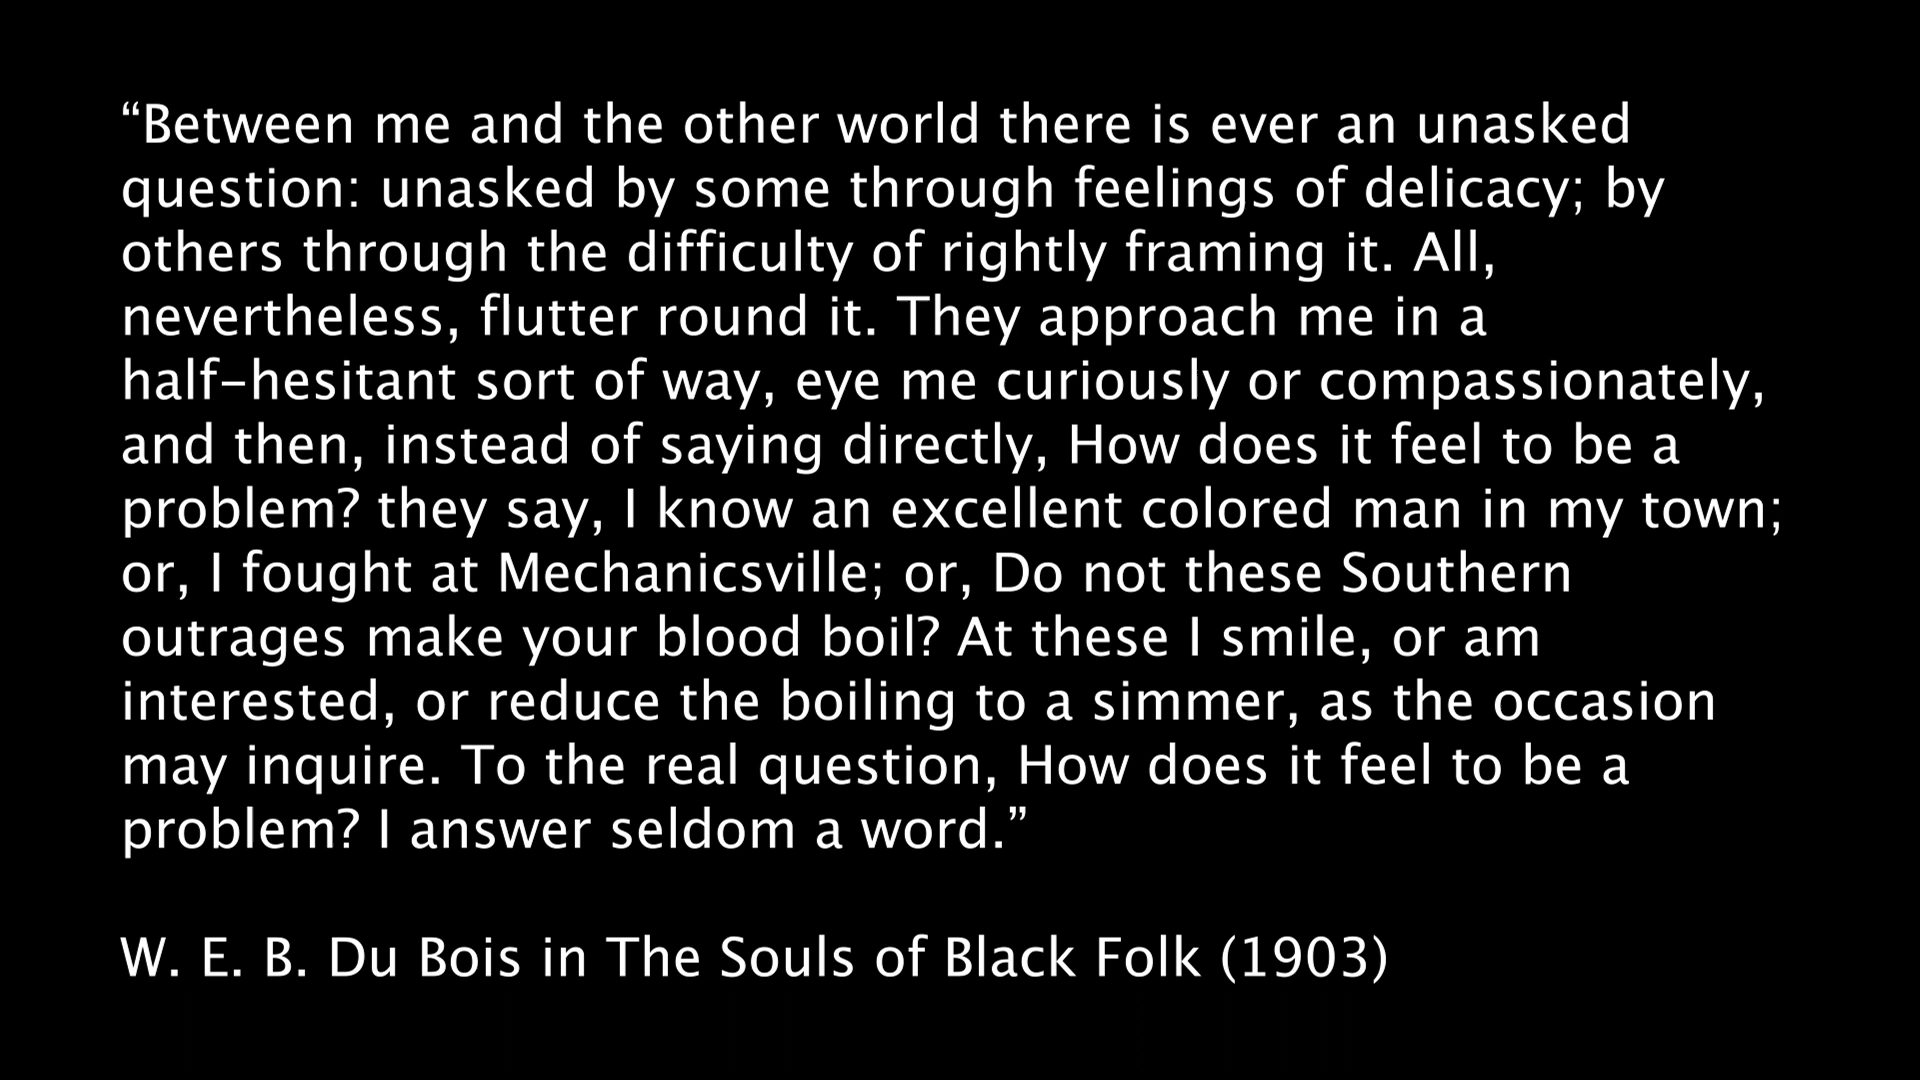 “Between me and the other world there is ever an unasked
question: unasked by some through feelings of delicacy; by
others through the difficulty of rightly framing it. All,
nevertheless, flutter round it. They approach me in a
half-hesitant sort of way, eye me curiously or compassionately,
and then, instead of saying directly, How does it feel to be a
problem? they say, I know an excellent colored man in my town;
or, I fought at Mechanicsville; or, Do not these Southern
outrages make your blood boil? At these I smile, or am
interested, or reduce the boiling to a simmer, as the occasion
may inquire. To the real question, How does it feel to be a
problem? I answer seldom a word.”
W. E. B. Du Bois in The Souls of Black Folk (1903)